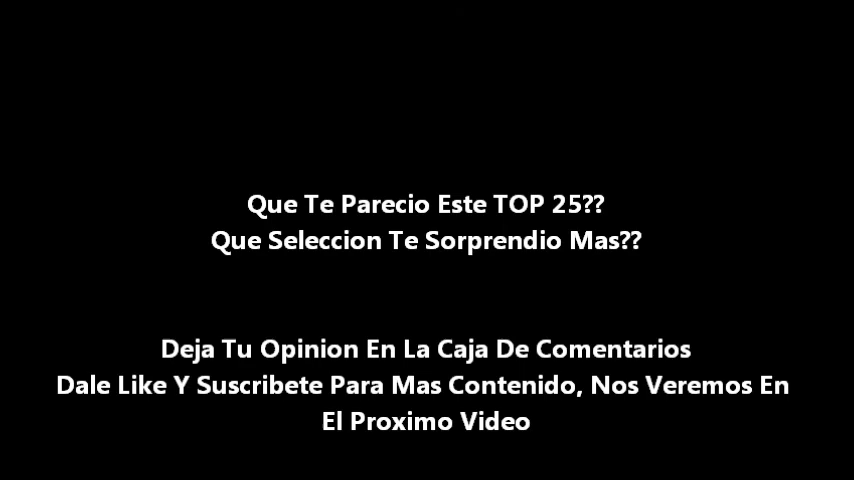 Que Te Parecio Este TOP 25??
Que Seleccion Te Sorprendio Mas??
Deja Tu Opinion En La Caja De Comentarios
Dale Like Y Suscribete Para Mas Contenido, Nos Veremos En
El Proximo Video